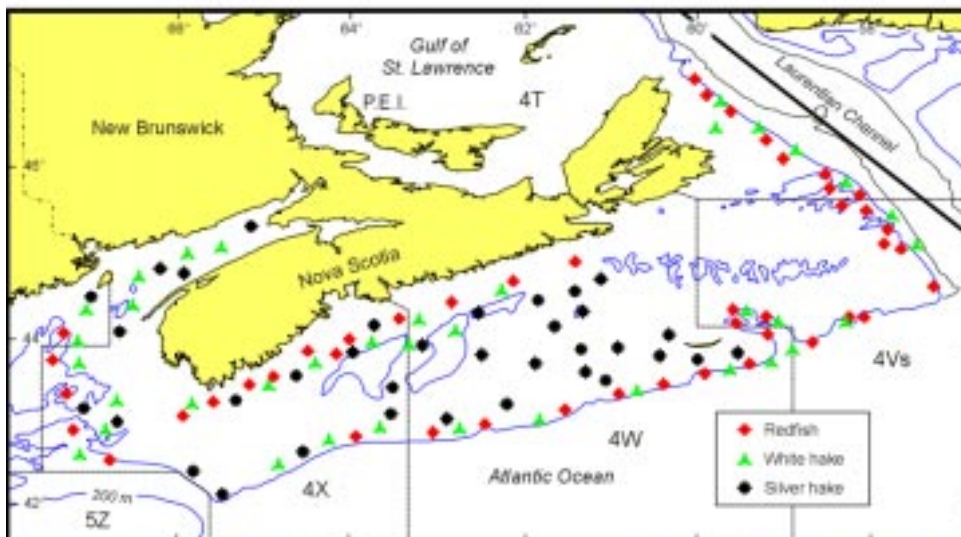 66°
64°
62°
60°
58°
Gulf of
St. Lawrence
P.E.I.
4T
Laurentian Channel
New Brunswick
46°
Nova Scotia
44°
4Vs
4W
Redfish
White hake
Silver hake
Atlantic Ocean
4X
200 m
42°
5Z